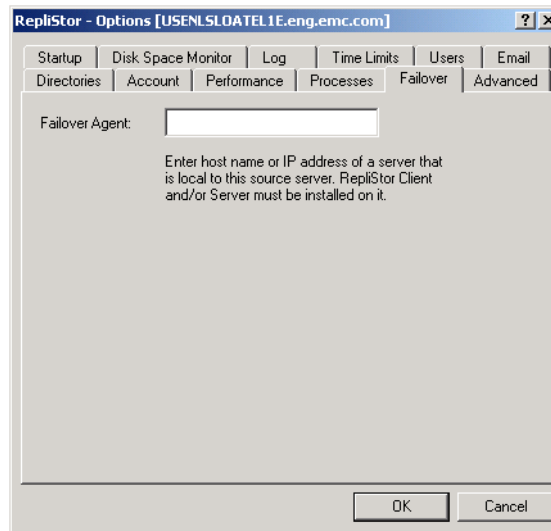 RepliStor - Options [USENLSLOATEL1E.eng.emc.com]
Startup Disk Space Monitor Log Time Limits Users Email
Directories Account Performance Processes Failover Advanced
Failover Agent:
Enter host name or IP address of a server that
is local to this source server. RepliStor Client
and/or Server must be installed on it.
OK Cancel